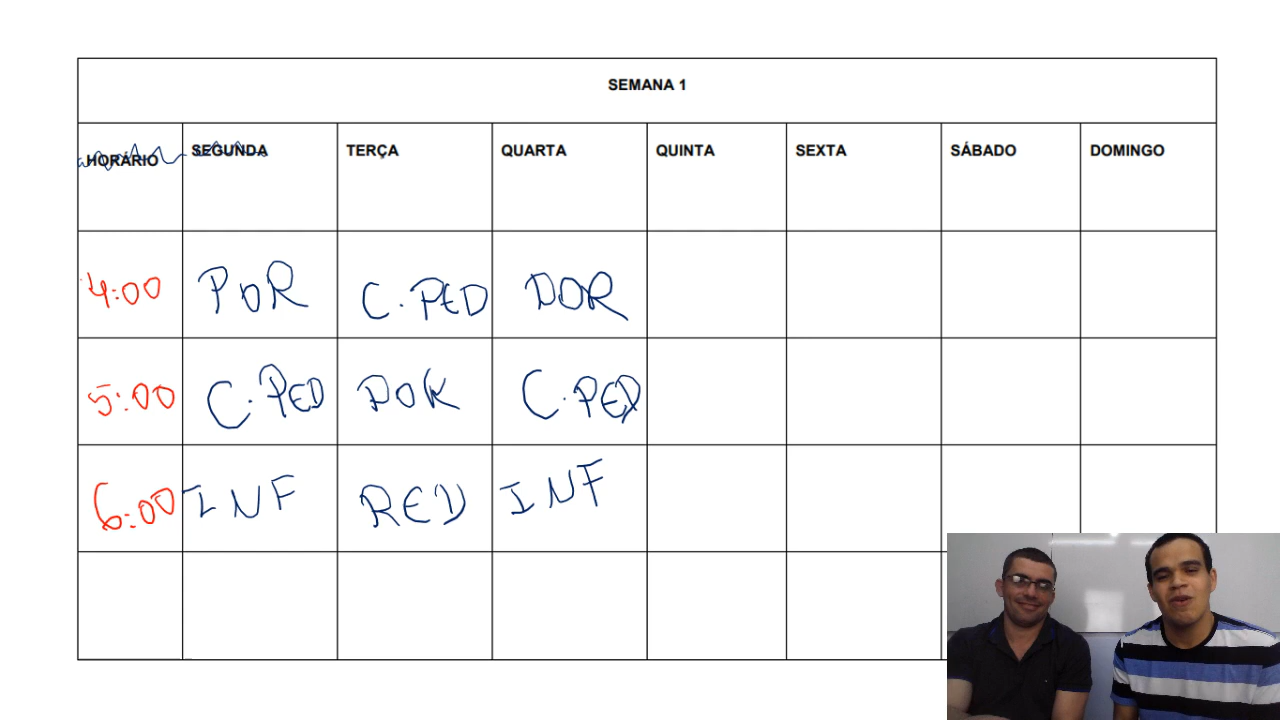 SEMANA 1
HORÁRIO SEGUNDA TERÇA QUARTA QUINTA SEXTA SÁBADO DOMINGO
4:00 POR C.PED POR
5:00 C.PED POR C.PED
6:00 INF RED INF